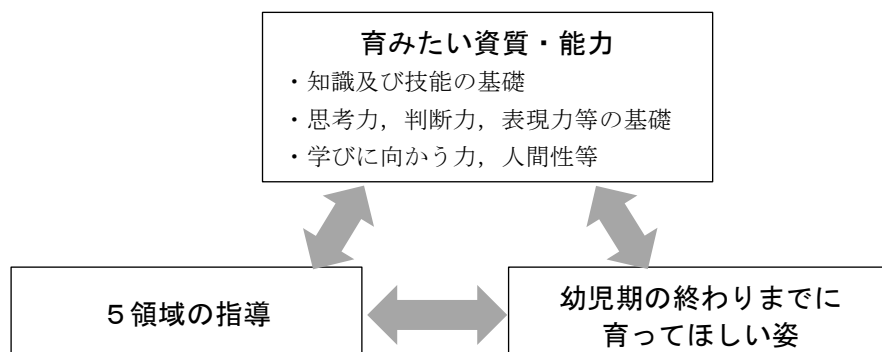 育みたい資質・能力
・知識及び技能の基礎
・思考力，判断力，表現力等の基礎
・学びに向かう力，人間性等
５領域の指導
幼児期の終わりまでに
育ってほしい姿